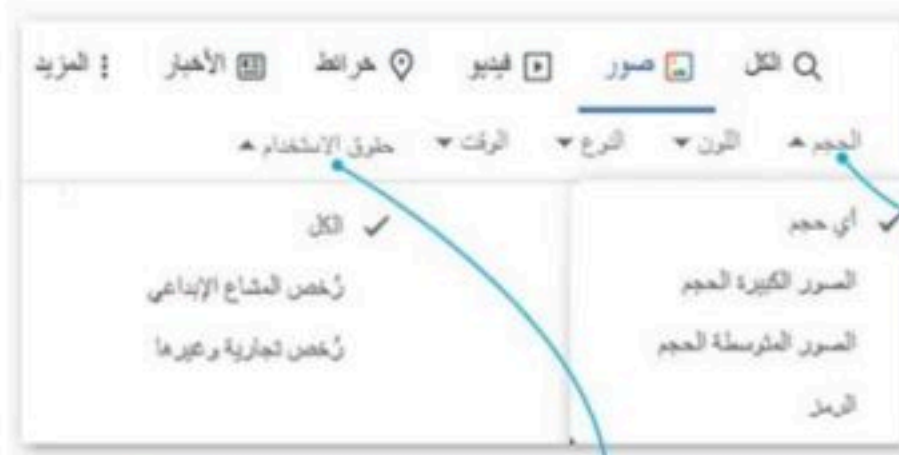 الكل صور فيديو خرائط الأخبار المزيد
الحجم اللون النوع الوقت حقوق الاستخدام
أي حجم
الصور الكبيرة الحجم
الصور المتوسطة الحجم
الرمز
الكل
رُخص المشاع الإبداعي
رُخص تجارية وغيرها